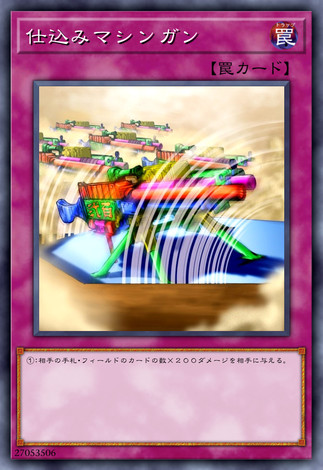 仕込みマシンガン
トラップ
罠
【罠カード】
①:相手の手札・フィールドのカードの数×200ダメージを相手に与える。
27053506